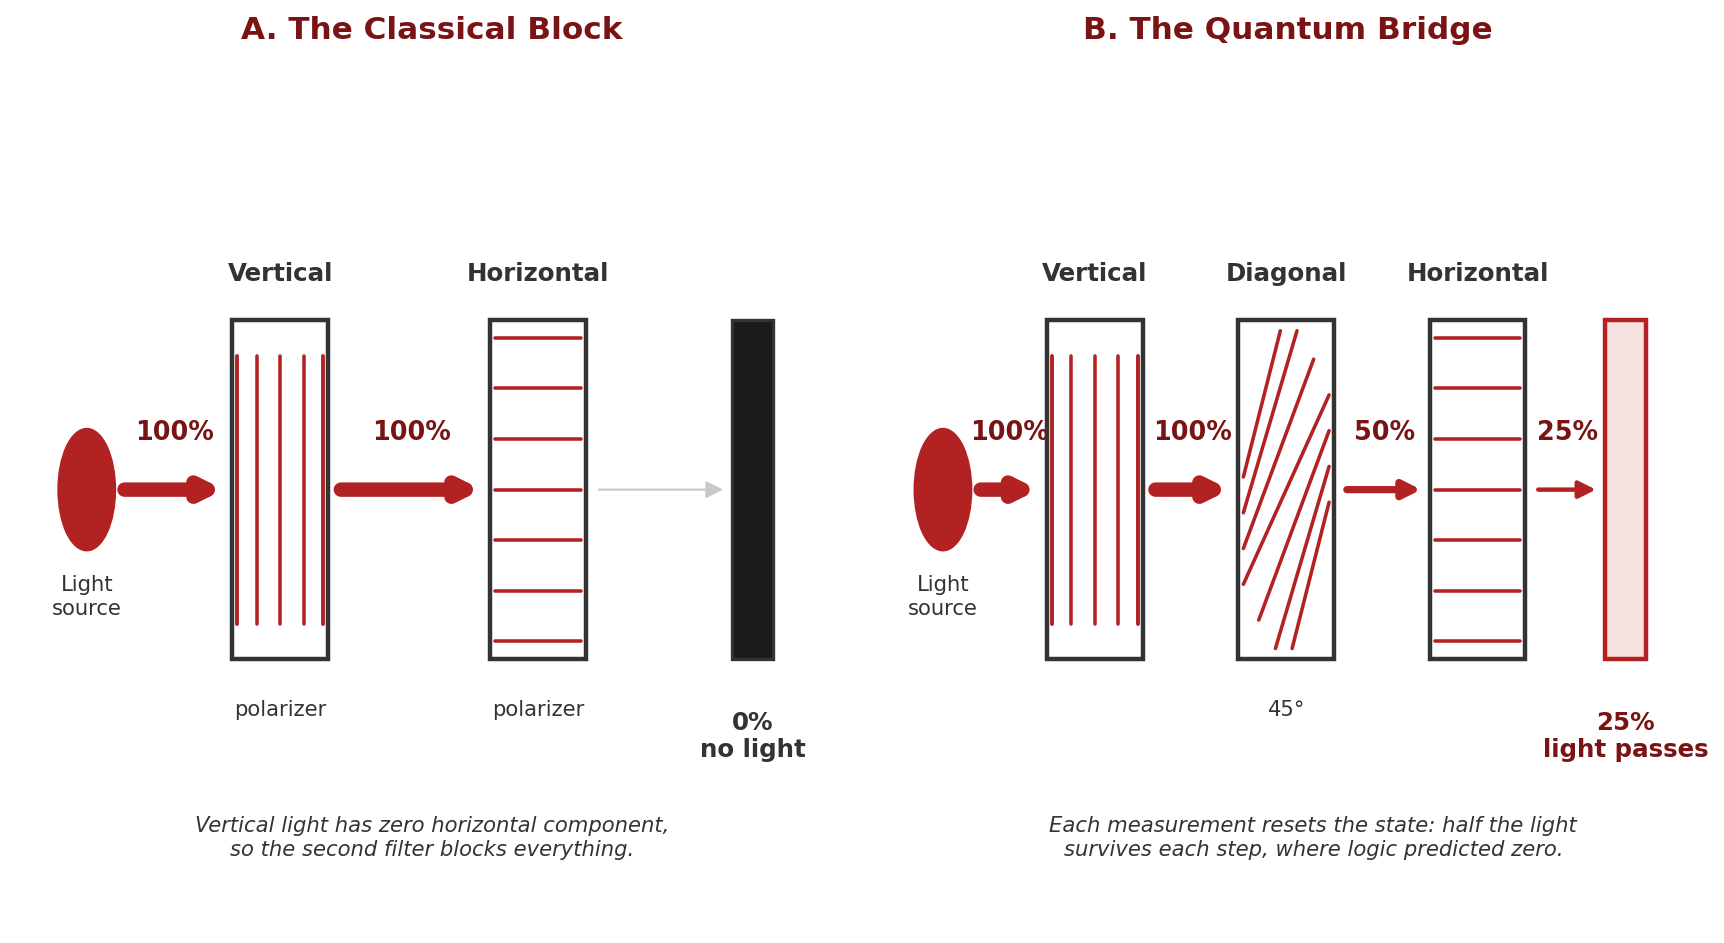 A. The Classical Block
Vertical
Horizontal
100%
100%
Light
source
polarizer
polarizer
0%
no light
Vertical light has zero horizontal component,
so the second filter blocks everything.
B. The Quantum Bridge
Vertical
Diagonal
Horizontal
100%
100%
50%
25%
Light
source
45°
25%
light passes
Each measurement resets the state: half the light
survives each step, where logic predicted zero.